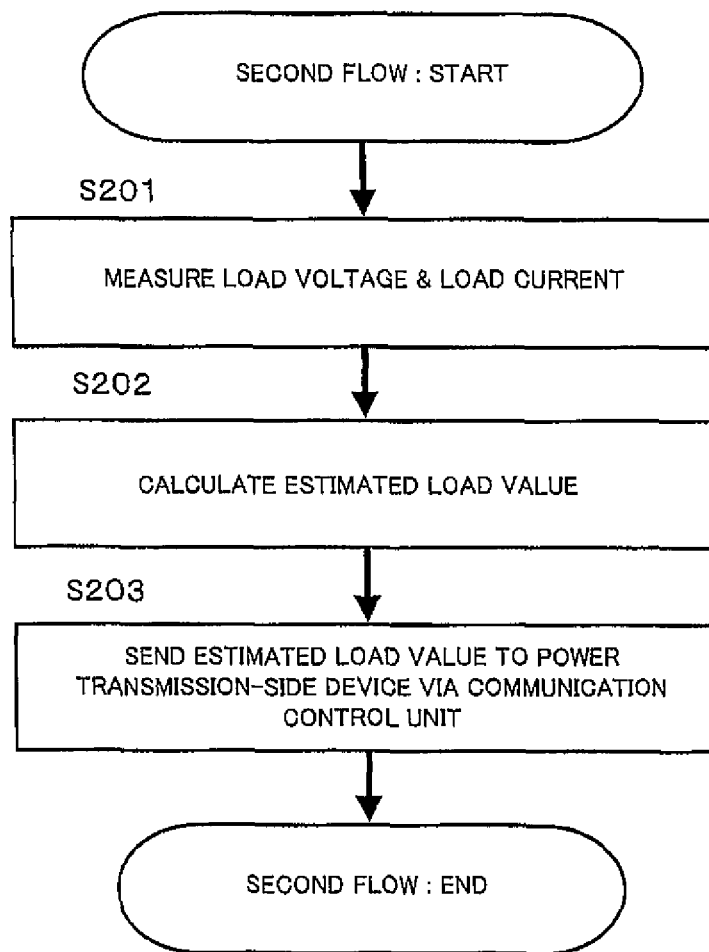 SECOND FLOW : START
S201
MEASURE LOAD VOLTAGE & LOAD CURRENT
S202
CALCULATE ESTIMATED LOAD VALUE
S203
SEND ESTIMATED LOAD VALUE TO POWER
TRANSMISSION-SIDE DEVICE VIA COMMUNICATION
CONTROL UNIT
SECOND FLOW : END